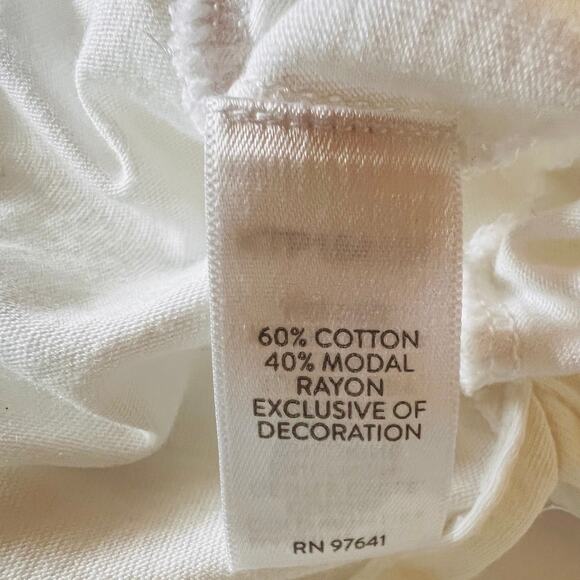 60% COTTON
40% MODAL
RAYON
EXCLUSIVE OF
DECORATION
RN 97641